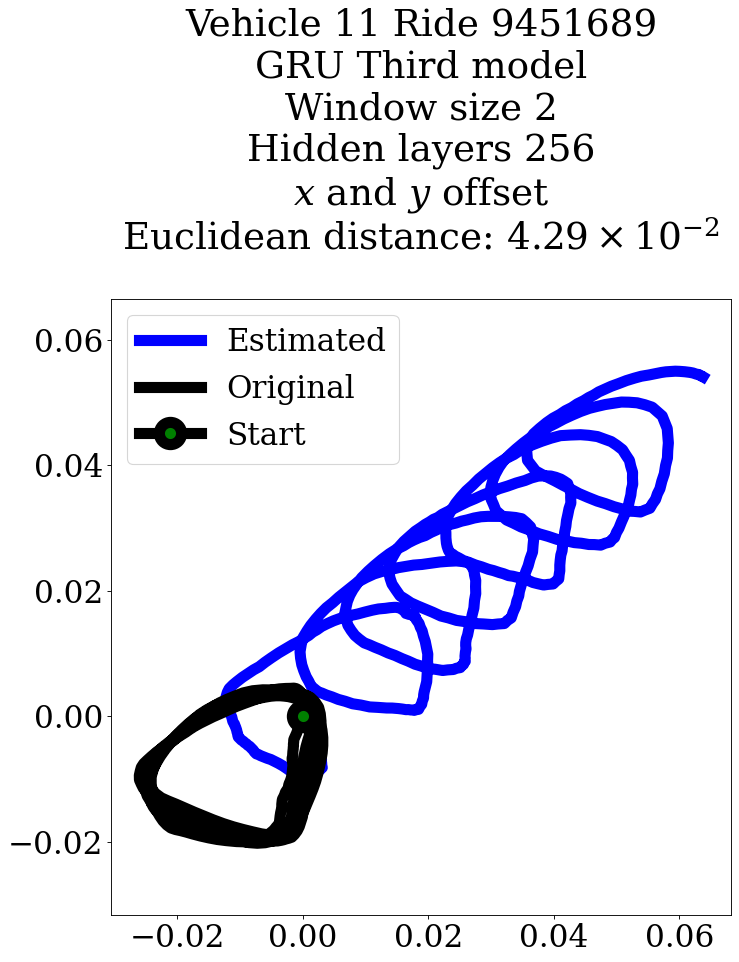 Vehicle 11 Ride 9451689
GRU Third model
Window size 2
Hidden layers 256
x and y offset
Euclidean distance: 4.29 × 10⁻²
Estimated
Original
Start
0.06
0.04
0.02
0.00
−0.02
−0.02 0.00 0.02 0.04 0.06